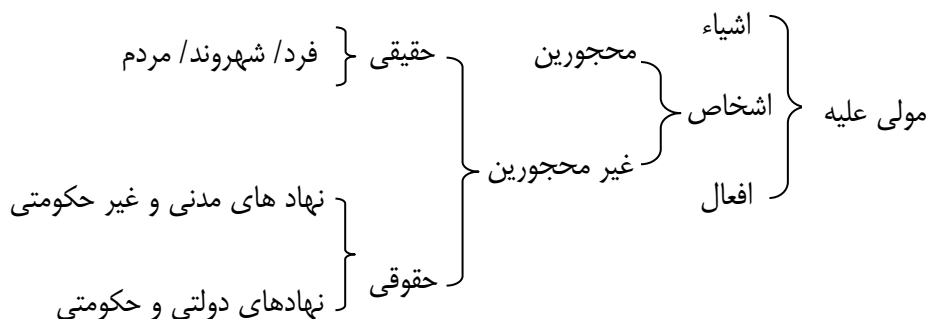 مولی علیه
اشیاء
اشخاص
افعال
محجورین
غیر محجورین
حقیقی
حقوقی
فرد/ شهروند/ مردم
نهاد های مدنی و غیر حکومتی
نهادهای دولتی و حکومتی